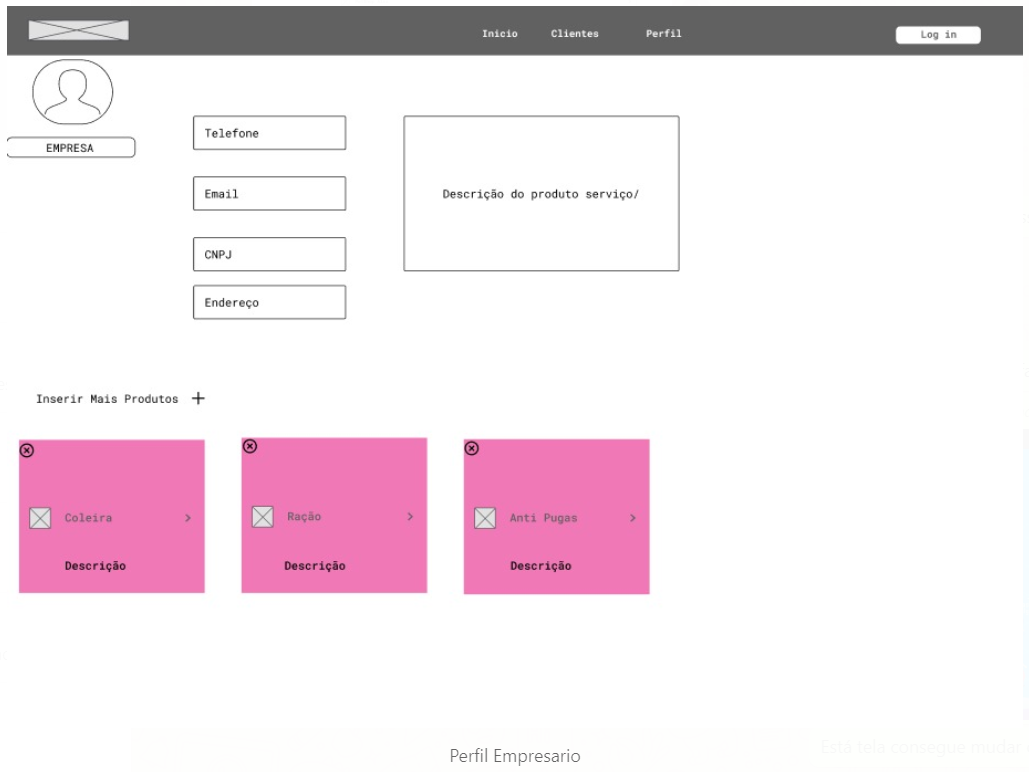 Inicio Clientes Perfil Log in
EMPRESA
Telefone
Email
CNPJ
Endereço
Descrição do produto serviço/
Inserir Mais Produtos +
Coleira
Descrição
Ração
Descrição
Anti Pugas
Descrição
Perfil Empresario
Esta tela consegue mudar